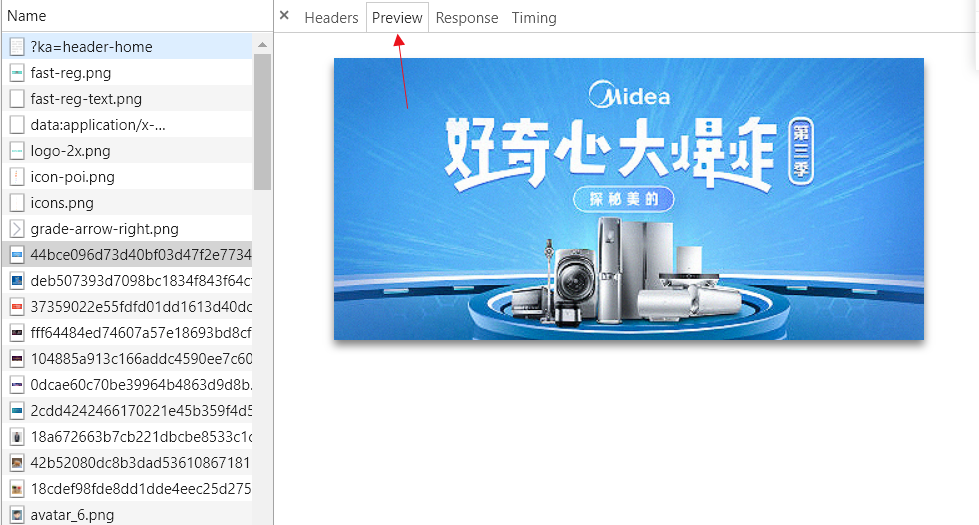 Name
?ka=header-home
fast-reg.png
fast-reg-text.png
data:application/x-...
logo-2x.png
icon-poi.png
icons.png
grade-arrow-right.png
44bce096d73d40bf03d47f2e7734
deb507393d7098bc1834f843f64c
37359022e55fdfd01dd1613d40dc
fff64484ed74607a57e18693bd8cf
104885a913c166addc4590ee7c60
0dcae60c70be39964b4863d9d8b.
2cdd4242466170221e45b359f4d5
18a672663b7cb221dbcbe8533c1c
42b52080dc8b3dad53610867181
18cdef98fde8dd1dde4eec25d275
avatar_6.png
× Headers Preview Response Timing
Midea
好奇心大爆炸 第三季
探秘美的